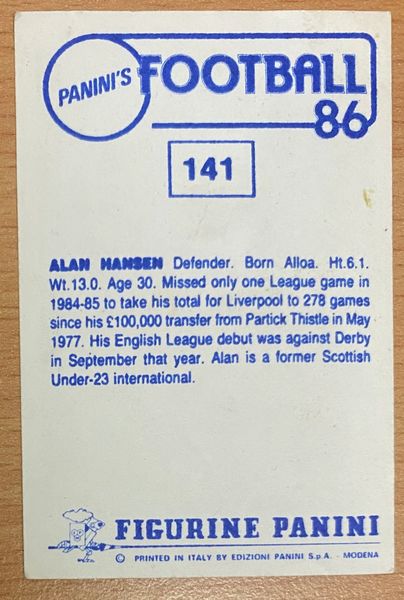 PANINI'S FOOTBALL
86
141
ALAN HANSEN Defender. Born Alloa. Ht.6.1.
Wt.13.0. Age 30. Missed only one League game in
1984-85 to take his total for Liverpool to 278 games
since his £100,000 transfer from Partick Thistle in May
1977. His English League debut was against Derby
in September that year. Alan is a former Scottish
Under-23 international.
FIGURINE PANINI
© PRINTED IN ITALY BY EDIZIONI PANINI S.p.A. - MODENA